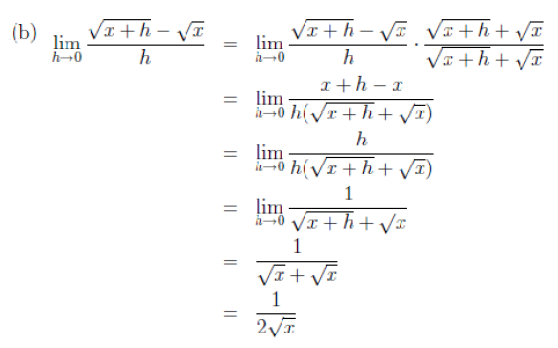 (b) lim_{h→0} (√(x+h) − √x)/h = lim_{h→0} (√(x+h) − √x)/h · (√(x+h) + √x)/(√(x+h) + √x)
= lim_{h→0} (x+h−x)/(h(√(x+h) + √x))
= lim_{h→0} h/(h(√(x+h) + √x))
= lim_{h→0} 1/(√(x+h) + √x)
= 1/(√x + √x)
= 1/(2√x)